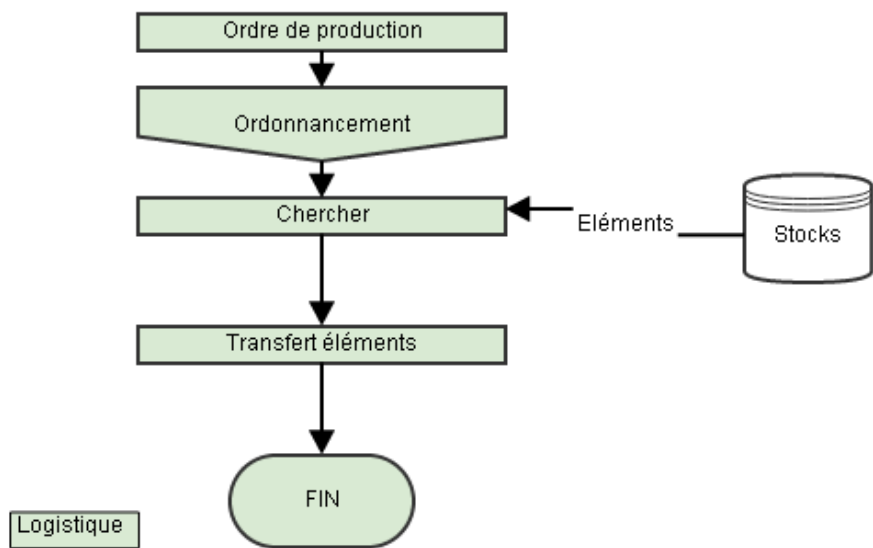 Ordre de production
Ordonnancement
Chercher
Eléments
Stocks
Transfert éléments
FIN
Logistique